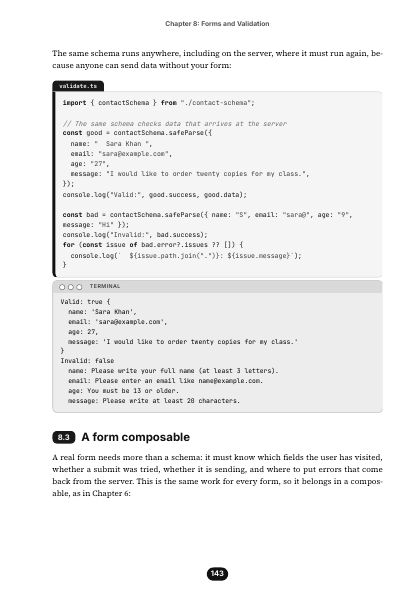 Chapter 8: Forms and Validation
The same schema runs anywhere, including on the server, where it must run again, be-
cause anyone can send data without your form:
validate.ts
import { contactSchema } from "./contact-schema";
// The same schema checks data that arrives at the server
const good = contactSchema.safeParse({
  name: "  Sara Khan ",
  email: "sara@example.com",
  age: "27",
  message: "I would like to order twenty copies for my class.",
});
console.log("Valid:", good.success, good.data);
const bad = contactSchema.safeParse({ name: "S", email: "sara@", age: "9",
message: "Hi" });
console.log("Invalid:", bad.success);
for (const issue of bad.error?.issues ?? []) {
  console.log(`  ${issue.path.join(".")}: ${issue.message}`);
}
TERMINAL
Valid: true {
  name: 'Sara Khan',
  email: 'sara@example.com',
  age: 27,
  message: 'I would like to order twenty copies for my class.'
}
Invalid: false
  name: Please write your full name (at least 3 letters).
  email: Please enter an email like name@example.com.
  age: You must be 13 or older.
  message: Please write at least 20 characters.
8.3 A form composable
A real form needs more than a schema: it must know which fields the user has visited,
whether a submit was tried, whether it is sending, and where to put errors that come
back from the server. This is the same work for every form, so it belongs in a compos-
able, as in Chapter 6:
143